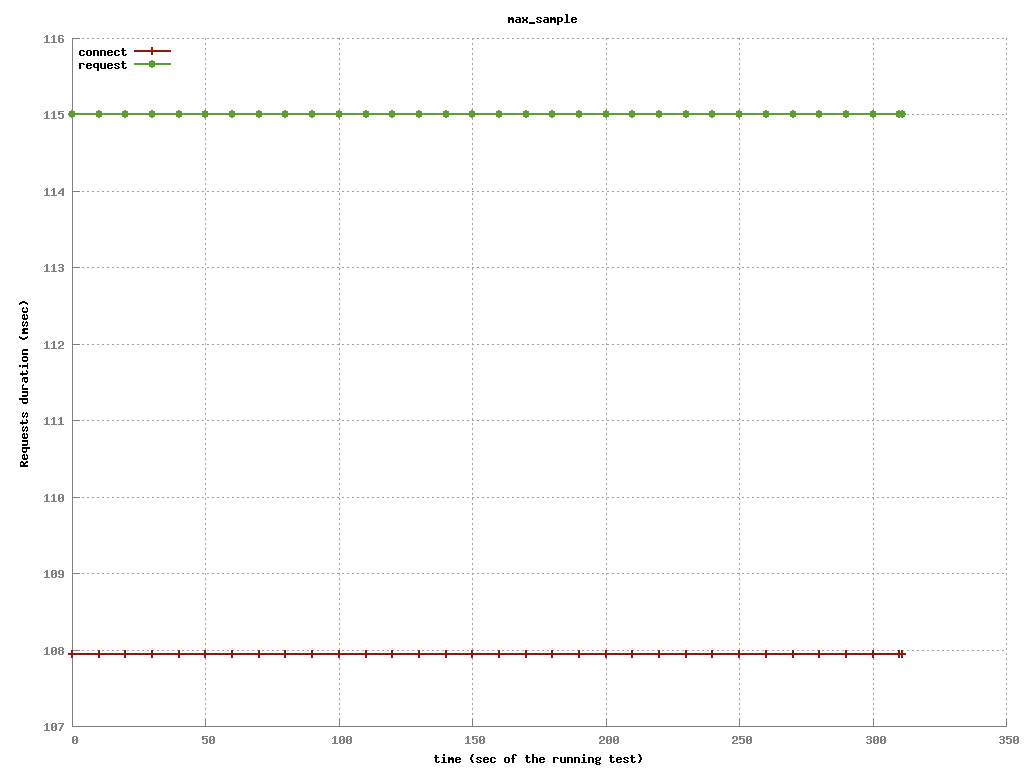 max_sample
116
connect
request
115
114
113
112
111
110
109
108
107
Requests duration (msec)
0 50 100 150 200 250 300 350
time (sec of the running test)